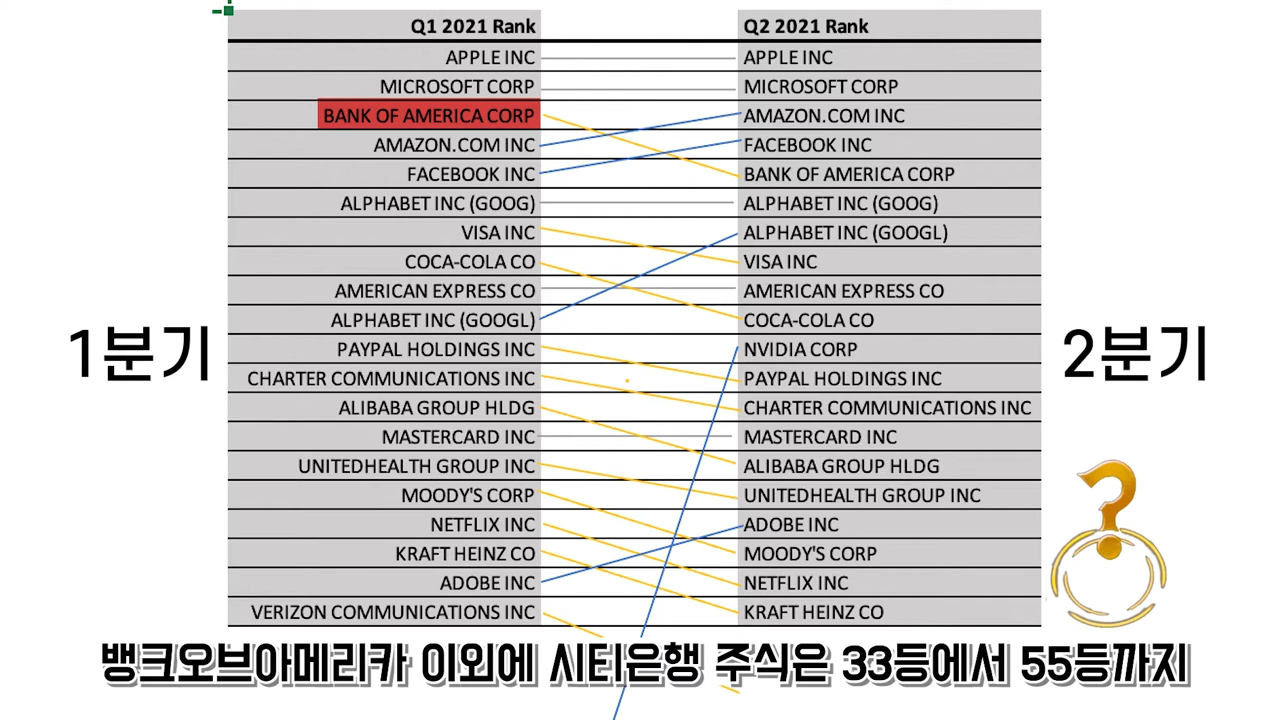 Q1 2021 Rank Q2 2021 Rank
APPLE INC APPLE INC
MICROSOFT CORP MICROSOFT CORP
BANK OF AMERICA CORP AMAZON.COM INC
AMAZON.COM INC FACEBOOK INC
FACEBOOK INC BANK OF AMERICA CORP
ALPHABET INC (GOOG) ALPHABET INC (GOOG)
VISA INC ALPHABET INC (GOOGL)
COCA-COLA CO VISA INC
AMERICAN EXPRESS CO AMERICAN EXPRESS CO
ALPHABET INC (GOOGL) COCA-COLA CO
1분기 PAYPAL HOLDINGS INC NVIDIA CORP 2분기
CHARTER COMMUNICATIONS INC PAYPAL HOLDINGS INC
ALIBABA GROUP HLDG CHARTER COMMUNICATIONS INC
MASTERCARD INC MASTERCARD INC
UNITEDHEALTH GROUP INC ALIBABA GROUP HLDG
MOODY'S CORP UNITEDHEALTH GROUP INC
NETFLIX INC ADOBE INC
KRAFT HEINZ CO MOODY'S CORP
ADOBE INC NETFLIX INC
VERIZON COMMUNICATIONS INC KRAFT HEINZ CO
뱅크오브아메리카 이외에 시티은행 주식은 33등에서 55등까지